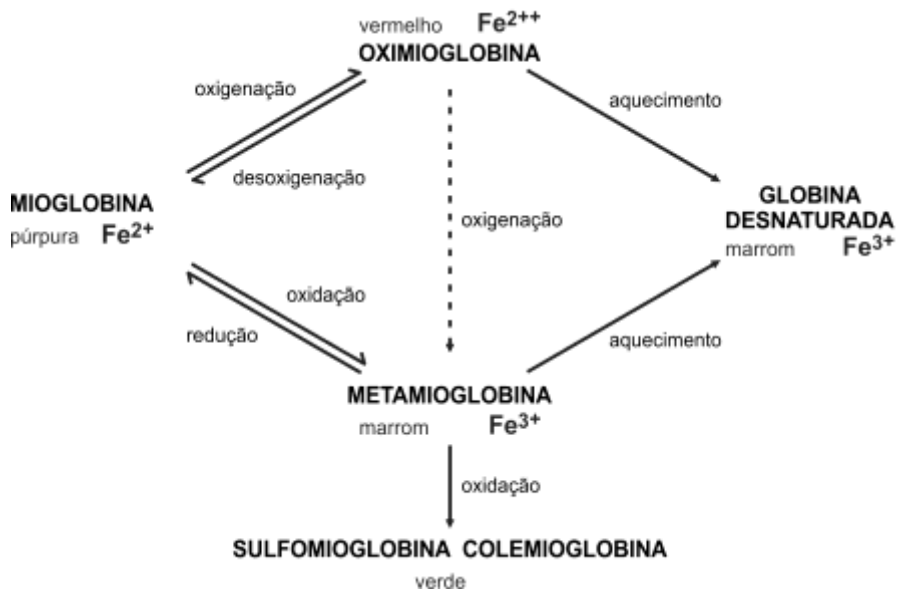 vermelho Fe2++
OXIMIOGLOBINA
oxigenação
aquecimento
desoxigenação
MIOGLOBINA
púrpura Fe2+
oxigenação
GLOBINA
DESNATURADA
marrom Fe3+
oxidação
redução
aquecimento
METAMIOGLOBINA
marrom Fe3+
oxidação
SULFOMIOGLOBINA COLEMIOGLOBINA
verde